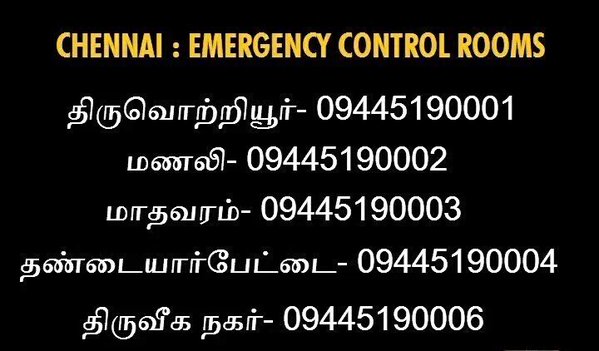 CHENNAI : EMERGENCY CONTROL ROOMS
திருவொற்றியூர்- 09445190001
மணலி- 09445190002
மாதவரம்- 09445190003
தண்டையார்பேட்டை- 09445190004
திருவீக நகர்- 09445190006